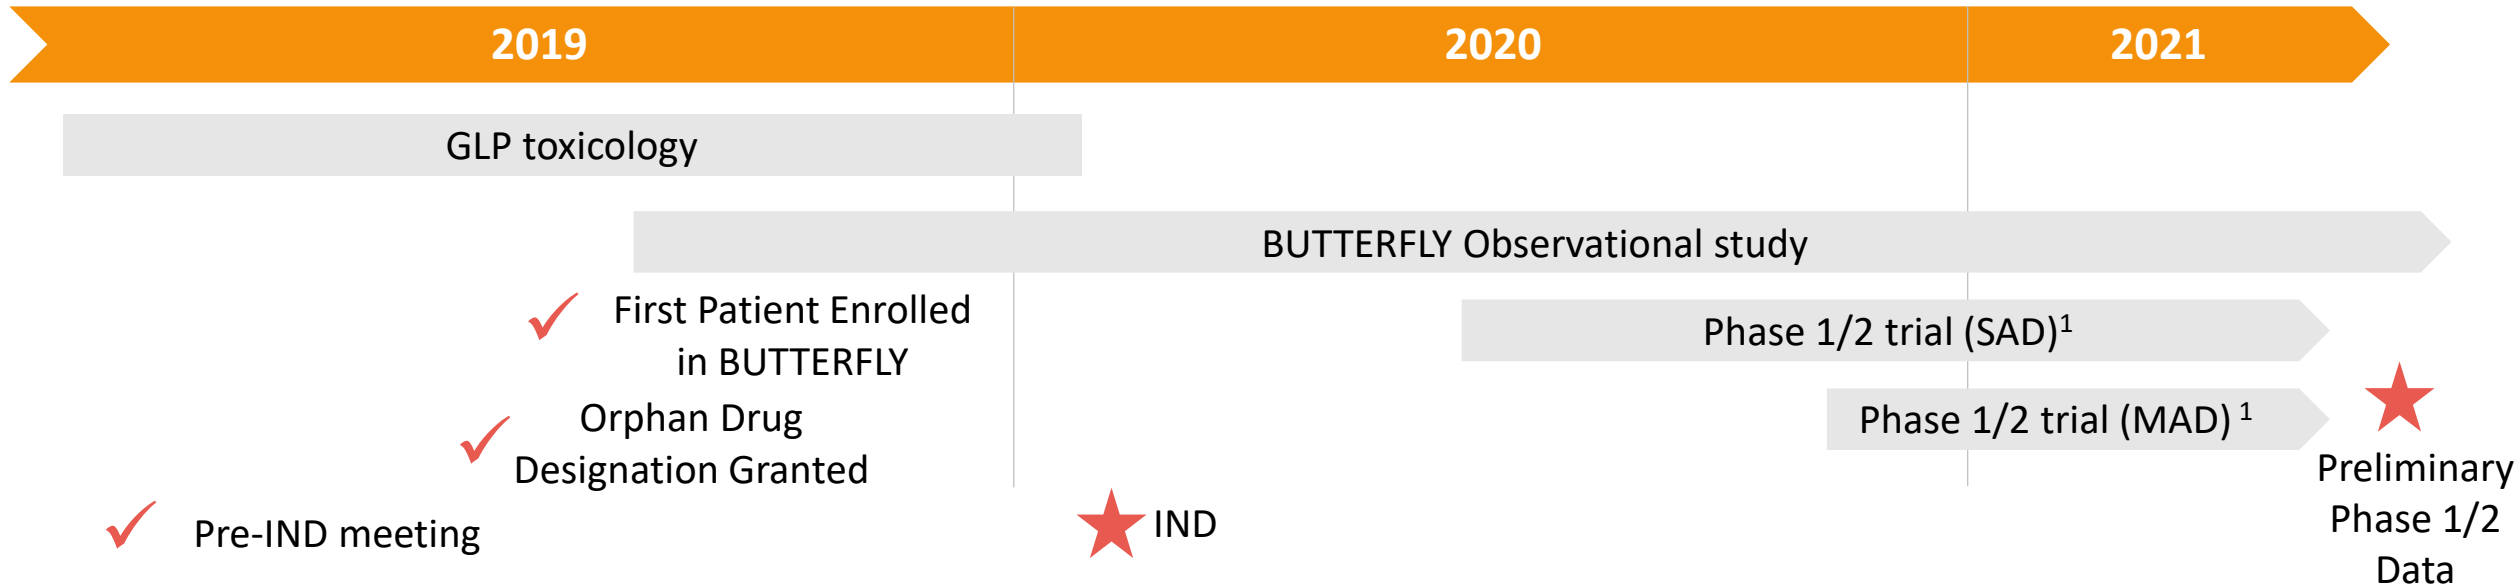 2019
2020
2021
GLP toxicology
BUTTERFLY Observational study
First Patient Enrolled
in BUTTERFLY
Phase 1/2 trial (SAD)1
Orphan Drug
Designation Granted
Phase 1/2 trial (MAD) 1
Pre-IND meeting
IND
Preliminary
Phase 1/2
Data